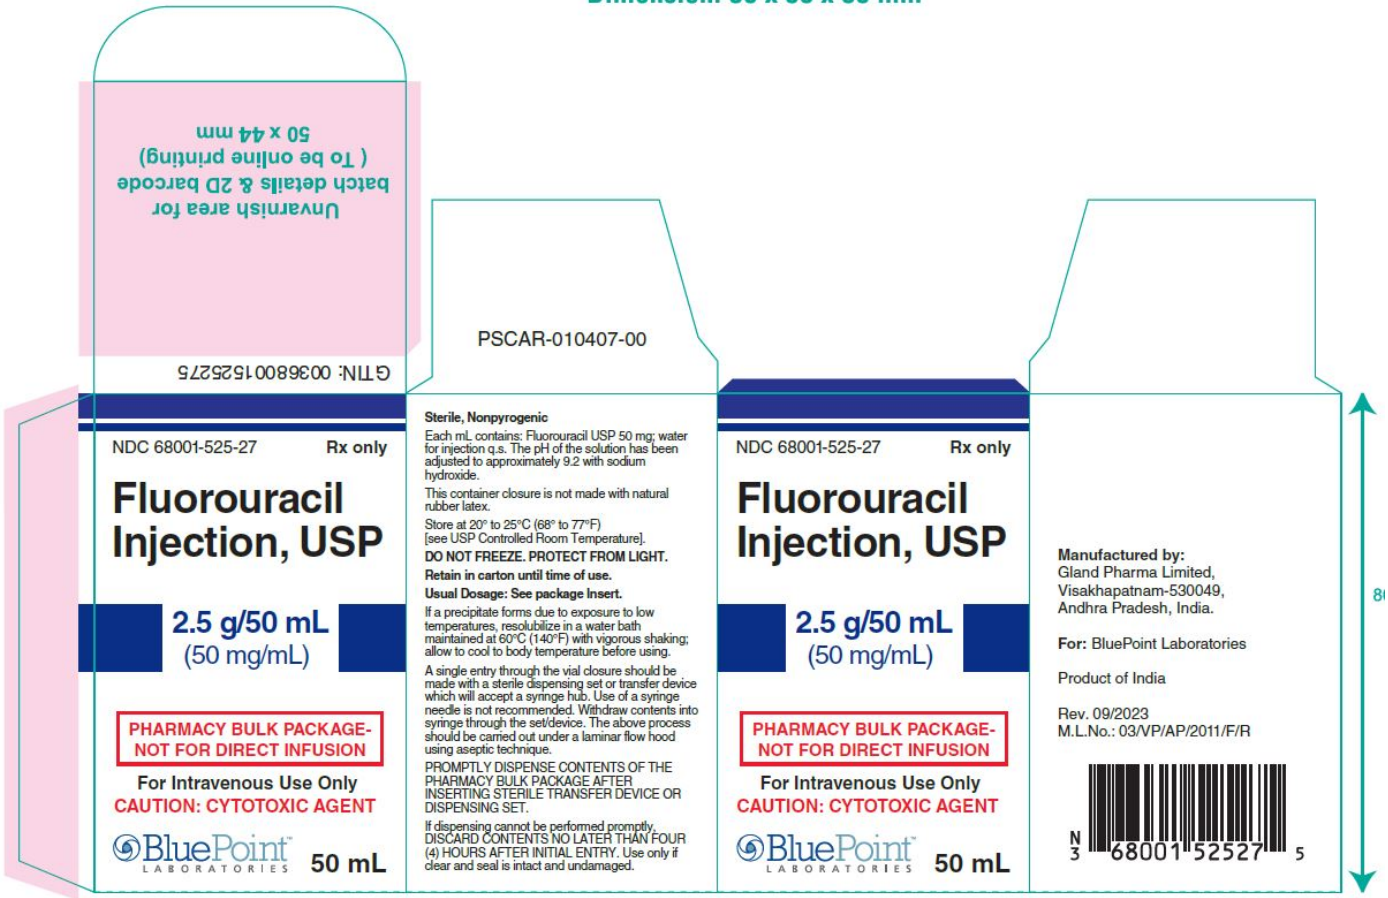 Unvarnish area for
batch details & 2D barcode
( To be online printing)
50 x 44 mm
GTIN: 00368001525275
PSCAR-010407-00
NDC 68001-525-27 Rx only
Fluorouracil
Injection, USP
2.5 g/50 mL
(50 mg/mL)
PHARMACY BULK PACKAGE-
NOT FOR DIRECT INFUSION
For Intravenous Use Only
CAUTION: CYTOTOXIC AGENT
BluePoint™
LABORATORIES
50 mL
Sterile, Nonpyrogenic
Each mL contains: Fluorouracil USP 50 mg; water
for injection q.s. The pH of the solution has been
adjusted to approximately 9.2 with sodium
hydroxide.
This container closure is not made with natural
rubber latex.
Store at 20° to 25°C (68° to 77°F)
[see USP Controlled Room Temperature].
DO NOT FREEZE. PROTECT FROM LIGHT.
Retain in carton until time of use.
Usual Dosage: See package Insert.
If a precipitate forms due to exposure to low
temperatures, resolubilize in a water bath
maintained at 60°C (140°F) with vigorous shaking;
allow to cool to body temperature before using.
A single entry through the vial closure should be
made with a sterile dispensing set or transfer device
which will accept a syringe hub. Use of a syringe
needle is not recommended. Withdraw contents into
syringe through the set/device. The above process
should be carried out under a laminar flow hood
using aseptic technique.
PROMPTLY DISPENSE CONTENTS OF THE
PHARMACY BULK PACKAGE AFTER
INSERTING STERILE TRANSFER DEVICE OR
DISPENSING SET.
If dispensing cannot be performed promptly,
DISCARD CONTENTS NO LATER THAN FOUR
(4) HOURS AFTER INITIAL ENTRY. Use only if
clear and seal is intact and undamaged.
NDC 68001-525-27 Rx only
Fluorouracil
Injection, USP
2.5 g/50 mL
(50 mg/mL)
PHARMACY BULK PACKAGE-
NOT FOR DIRECT INFUSION
For Intravenous Use Only
CAUTION: CYTOTOXIC AGENT
BluePoint™
LABORATORIES
50 mL
Manufactured by:
Gland Pharma Limited,
Visakhapatnam-530049,
Andhra Pradesh, India.
For: BluePoint Laboratories
Product of India
Rev. 09/2023
M.L.No.: 03/VP/AP/2011/F/R
N
3 68001 52527 5